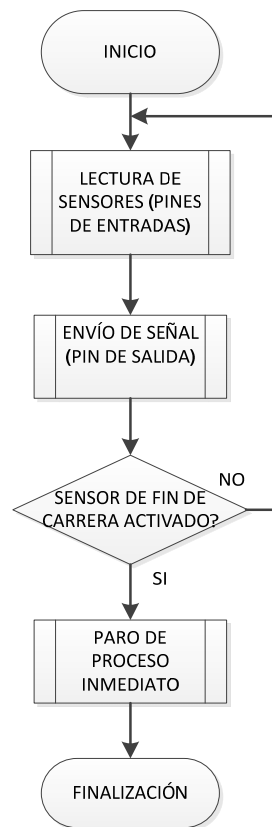 INICIO
LECTURA DE
SENSORES (PINES
DE ENTRADAS)
ENVÍO DE SEÑAL
(PIN DE SALIDA)
SENSOR DE FIN DE
CARRERA ACTIVADO?
NO
SI
PARO DE
PROCESO
INMEDIATO
FINALIZACIÓN